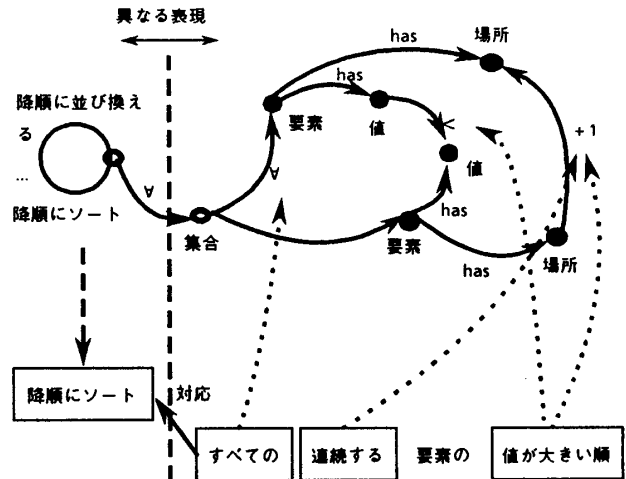 異なる表現
has
場所
has
降順に並び換え
る
要素
値
<
+1
∀
値
∀
...
降順にソート
集合
has
要素
場所
has
降順にソート
対応
すべての
連続する
要素の
値が大きい順